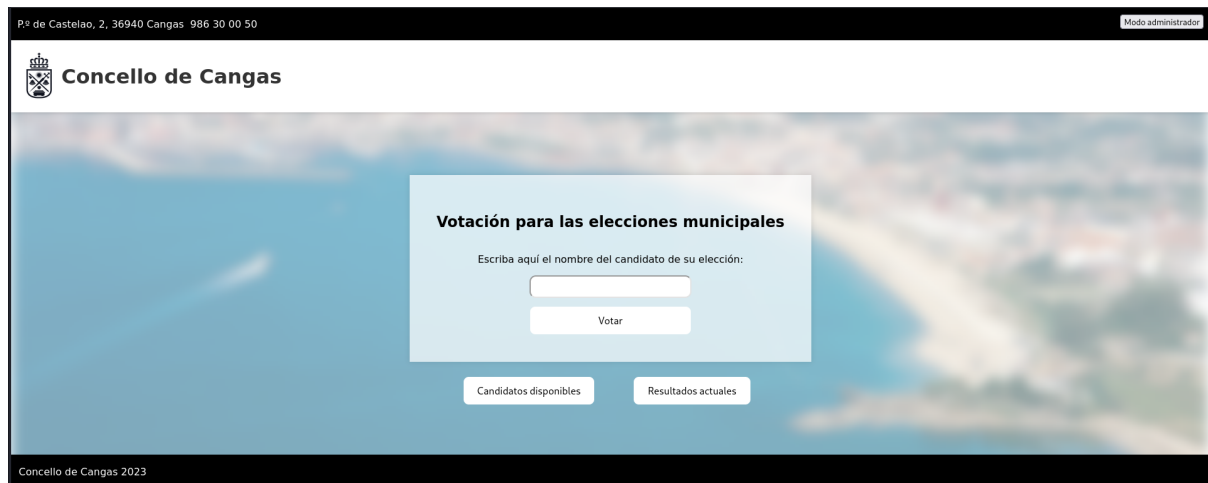 P.º de Castelao, 2, 36940 Cangas 986 30 00 50
Modo administrador
Concello de Cangas
Votación para las elecciones municipales
Escriba aquí el nombre del candidato de su elección:
Votar
Candidatos disponibles
Resultados actuales
Concello de Cangas 2023